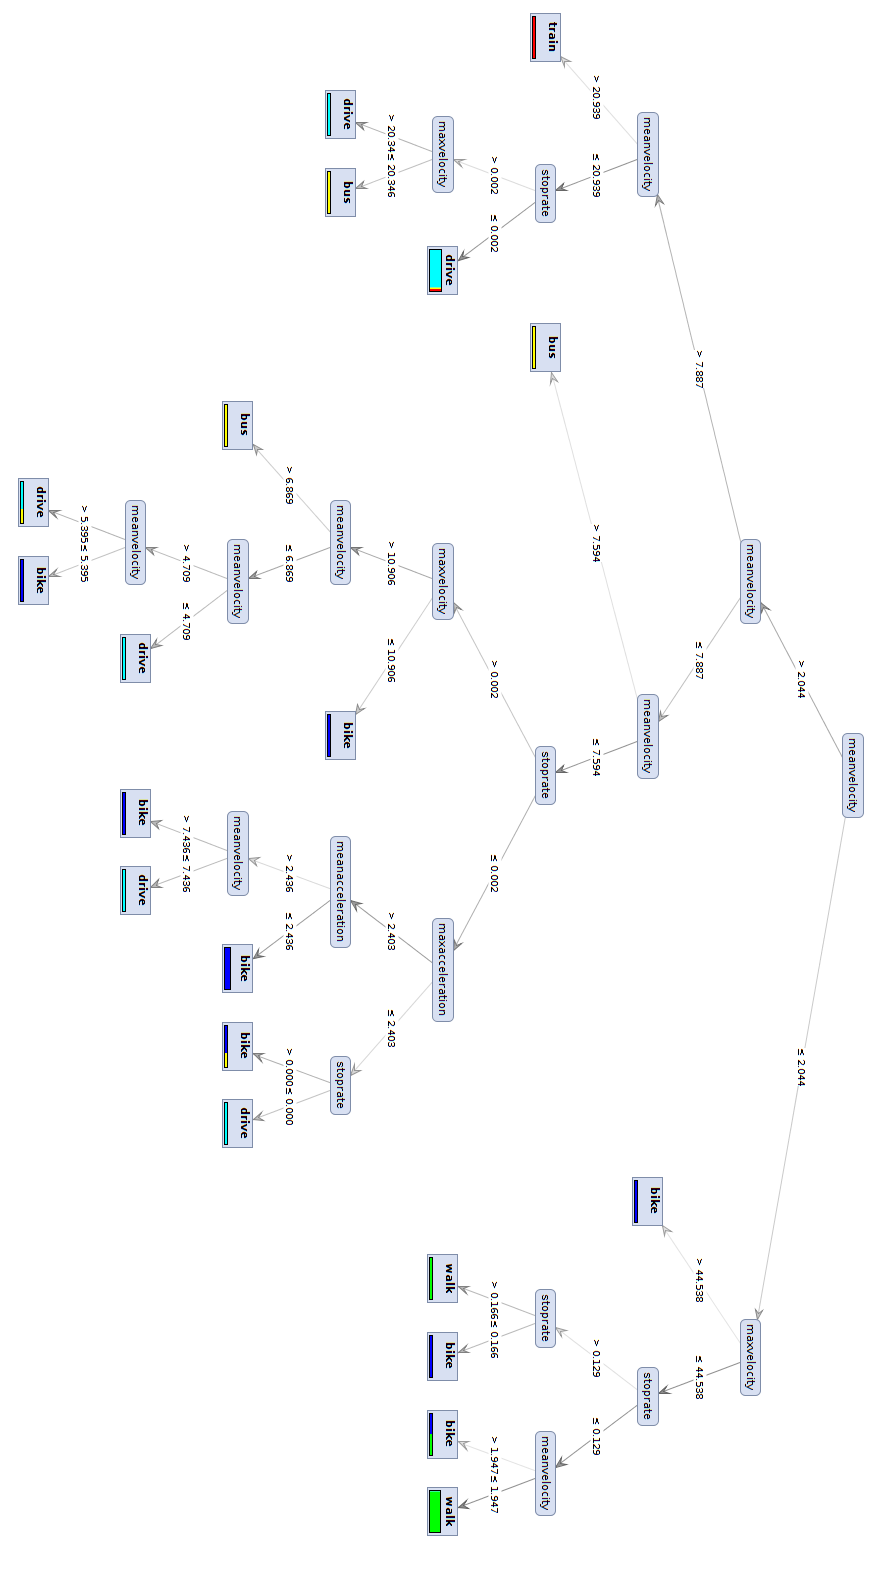 meanvelocity
> 2.044
≤ 2.044
meanvelocity
maxvelocity
> 7.887
≤ 7.887
> 44.538
≤ 44.538
meanvelocity
meanvelocity
bike
stoprate
> 20.939
≤ 20.939
> 7.594
≤ 7.594
> 0.129
≤ 0.129
train
stoprate
bus
stoprate
stoprate
meanvelocity
> 0.002
≤ 0.002
> 0.002
≤ 0.002
> 0.166
≤ 0.166
> 1.947
≤ 1.947
maxvelocity
drive
maxvelocity
maxacceleration
walk
bike
bike
walk
> 20.34
≤ 20.346
> 10.906
≤ 10.906
> 2.403
≤ 2.403
drive
bus
meanvelocity
bike
meanacceleration
stoprate
> 6.869
≤ 6.869
> 2.436
≤ 2.436
> 0.000
≤ 0.000
bus
meanvelocity
meanvelocity
bike
bike
drive
> 4.709
≤ 4.709
> 7.436
≤ 7.436
meanvelocity
drive
bike
drive
> 5.395
≤ 5.395
drive
bike